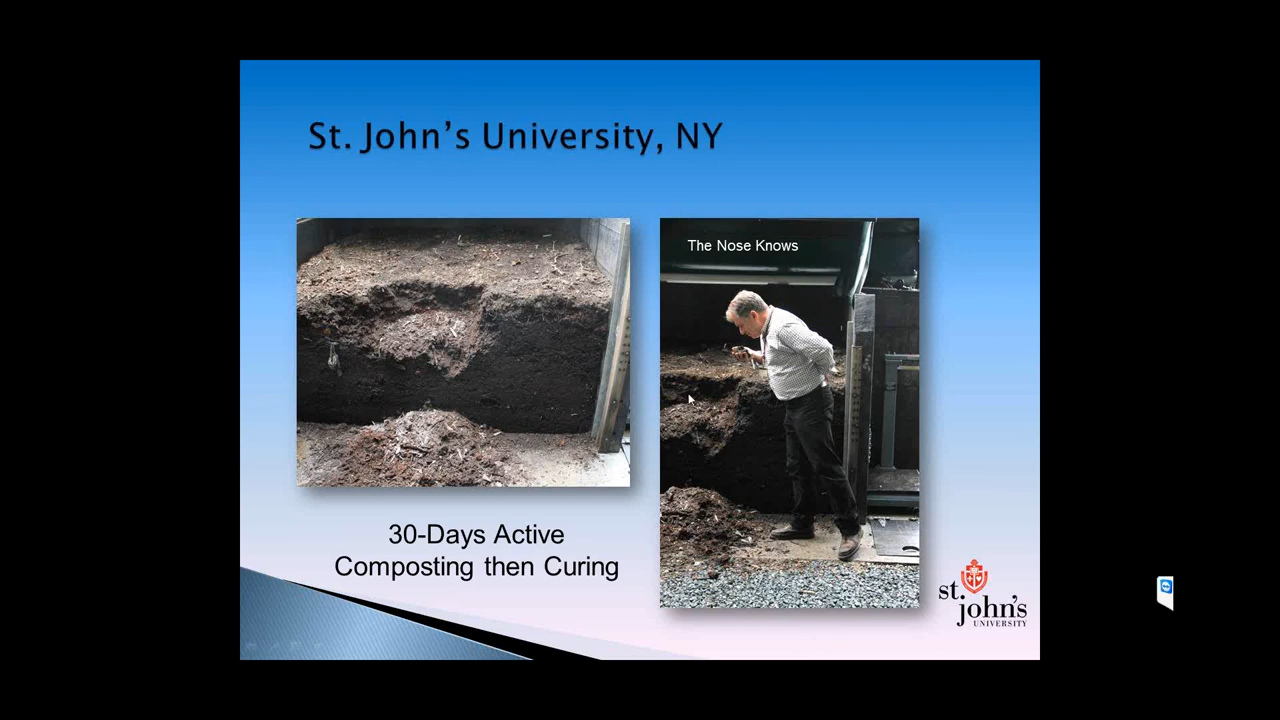 St. John’s University, NY
The Nose Knows
30-Days Active
Composting then Curing
st.
john's
UNIVERSITY